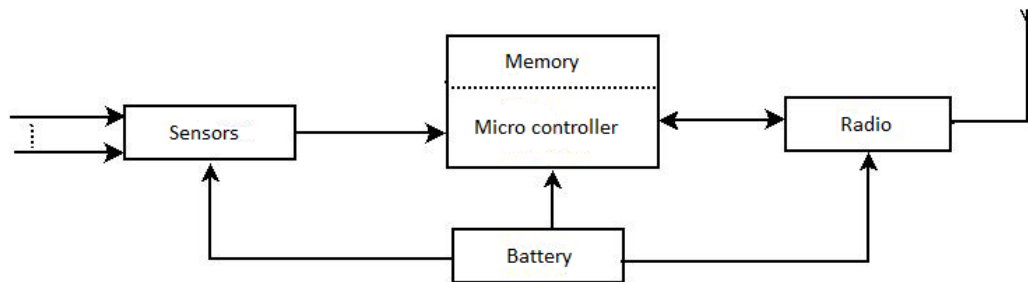 Memory
Sensors
Micro controller
Radio
Battery